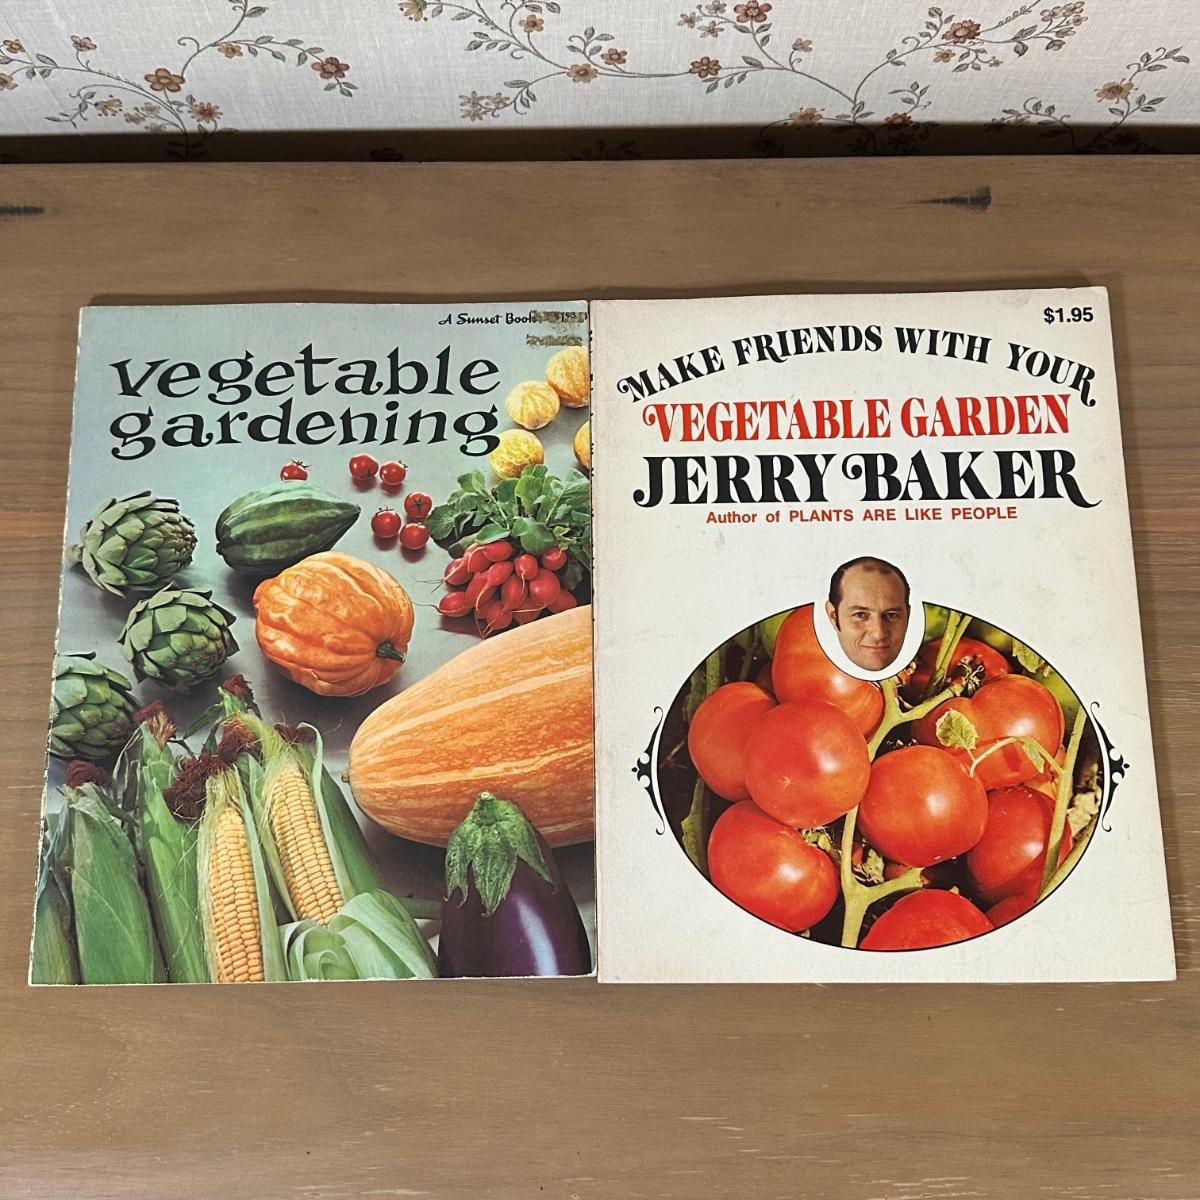 A Sunset Book
vegetable
gardening
$1.95
MAKE FRIENDS WITH YOUR
VEGETABLE GARDEN
JERRY BAKER
Author of PLANTS ARE LIKE PEOPLE